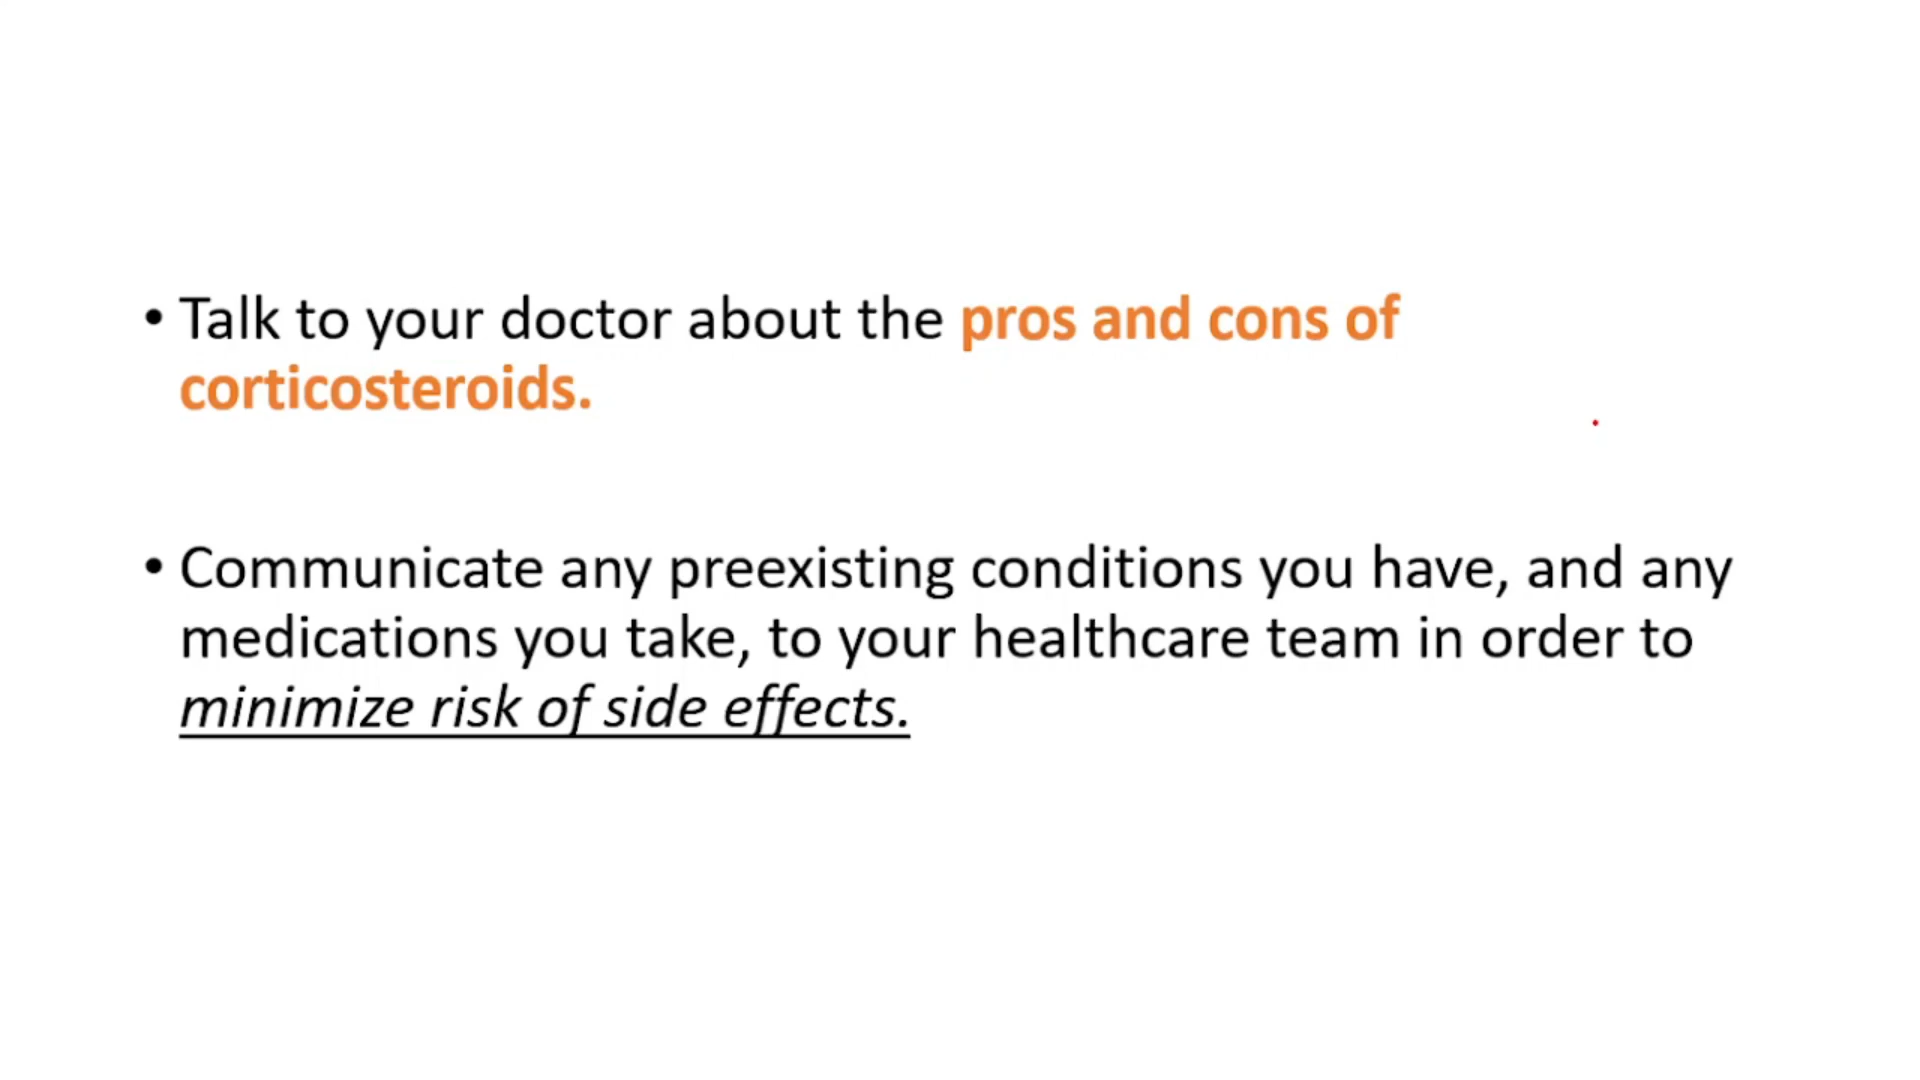 • Talk to your doctor about the pros and cons of
corticosteroids.
• Communicate any preexisting conditions you have, and any
medications you take, to your healthcare team in order to
minimize risk of side effects.